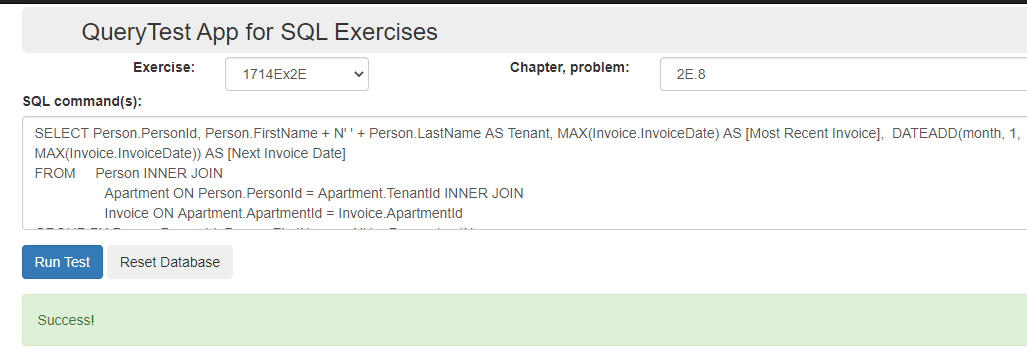 QueryTest App for SQL Exercises
Exercise: 1714Ex2E Chapter, problem: 2E.8
SQL command(s):
SELECT Person.PersonId, Person.FirstName + N' ' + Person.LastName AS Tenant, MAX(Invoice.InvoiceDate) AS [Most Recent Invoice], DATEADD(month, 1,
MAX(Invoice.InvoiceDate)) AS [Next Invoice Date]
FROM Person INNER JOIN
Apartment ON Person.PersonId = Apartment.TenantId INNER JOIN
Invoice ON Apartment.ApartmentId = Invoice.ApartmentId
Run Test Reset Database
Success!